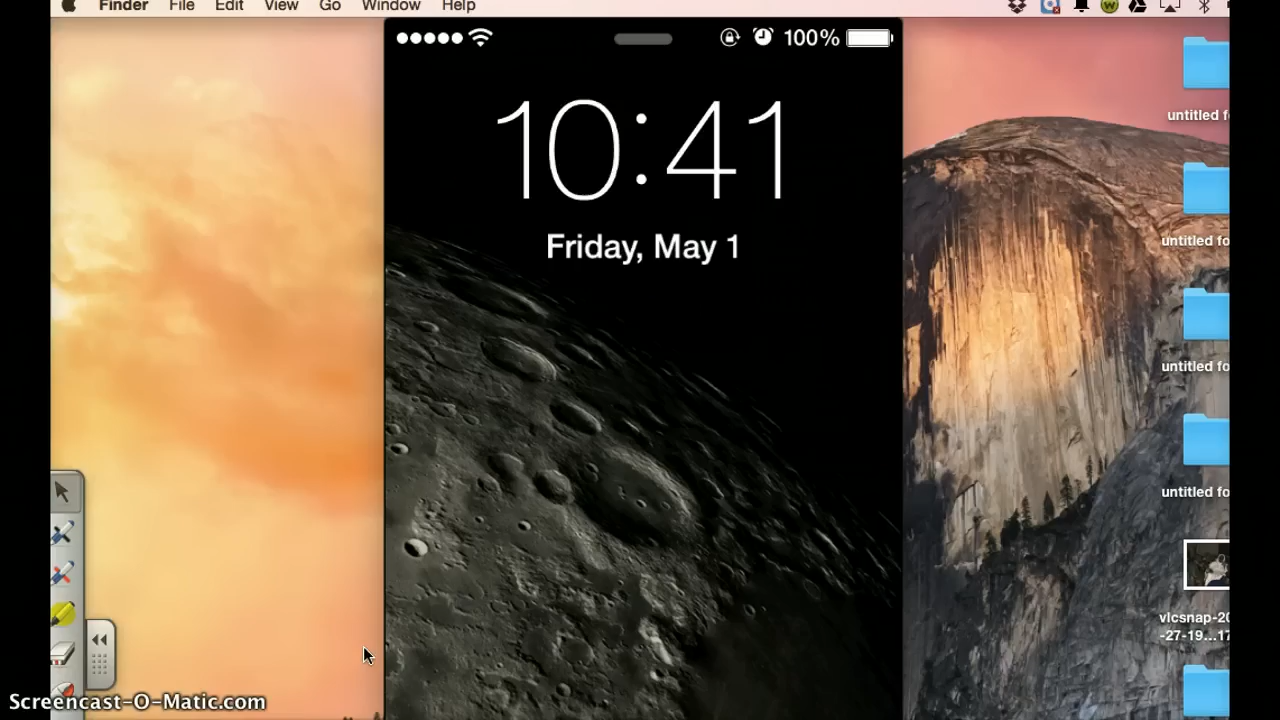 Finder File Edit View Go Window Help
100%
10:41
Friday, May 1
untitled fo
untitled fo
untitled fo
untitled fo
vlcsnap-20
-27-19...17
Screencast-O-Matic.com